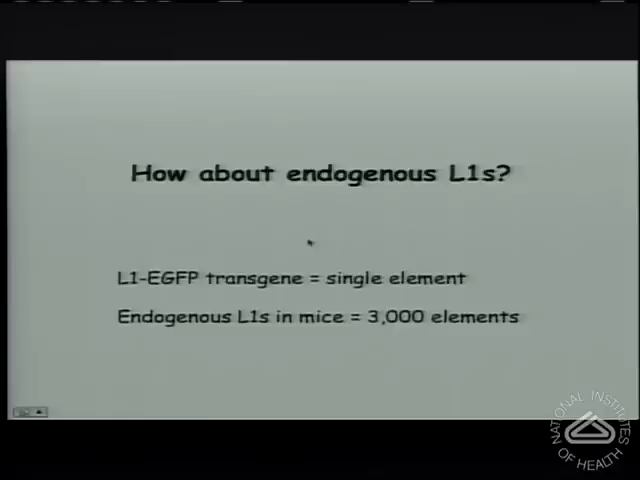 How about endogenous L1s?
L1-EGFP transgene = single element
Endogenous L1s in mice = 3,000 elements
NATIONAL INSTITUTES
OF HEALTH